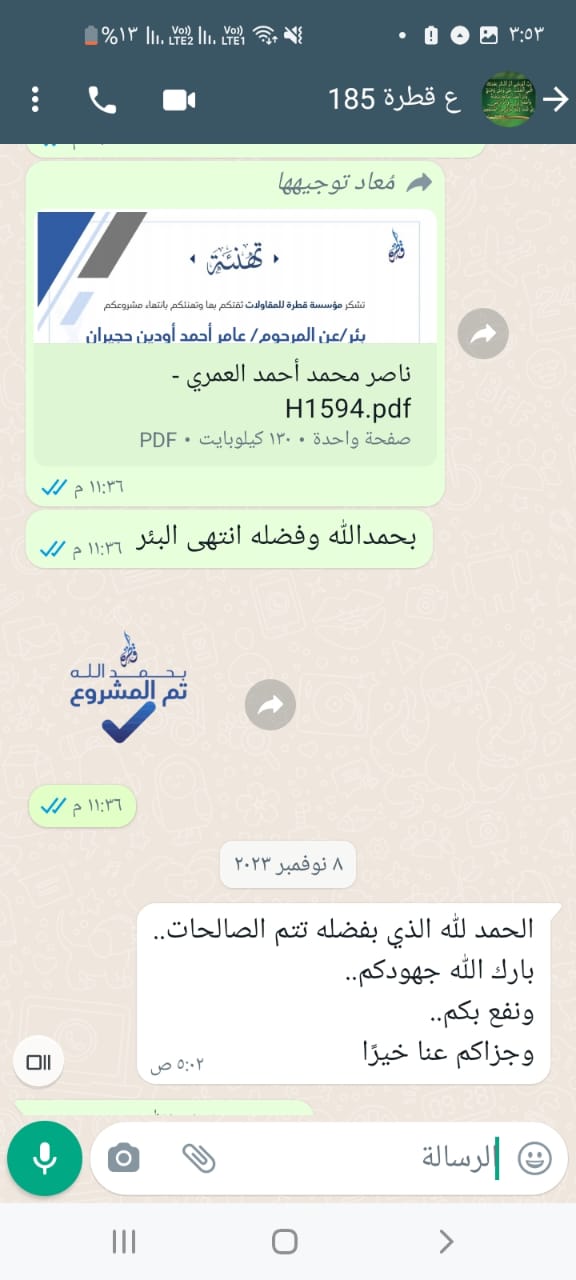 ٣:٥٣
%١٣
Vo)) LTE2
Vo)) LTE1
ع قطرة 185
مُعاد توجيهها
تهنئة
تشكر مؤسسة قطرة للمقاولات ثقتكم بها وتهنئكم بانتهاء مشروعكم
بئر/عن المرحوم/ عامر أحمد أودين حجيران
ناصر محمد أحمد العمري -
H1594.pdf
صفحة واحدة • ١٣٠ كيلوبايت • PDF
١١:٣٦ م
بحمدالله وفضله انتهى البئر
١١:٣٦ م
قطرة
بحمد الله
تم المشروع
١١:٣٦ م
٨ نوفمبر ٢٠٢٣
الحمد لله الذي بفضله تتم الصالحات..
بارك الله جهودكم..
ونفع بكم..
وجزاكم عنا خيرًا
٥:٠٢ ص
الرسالة